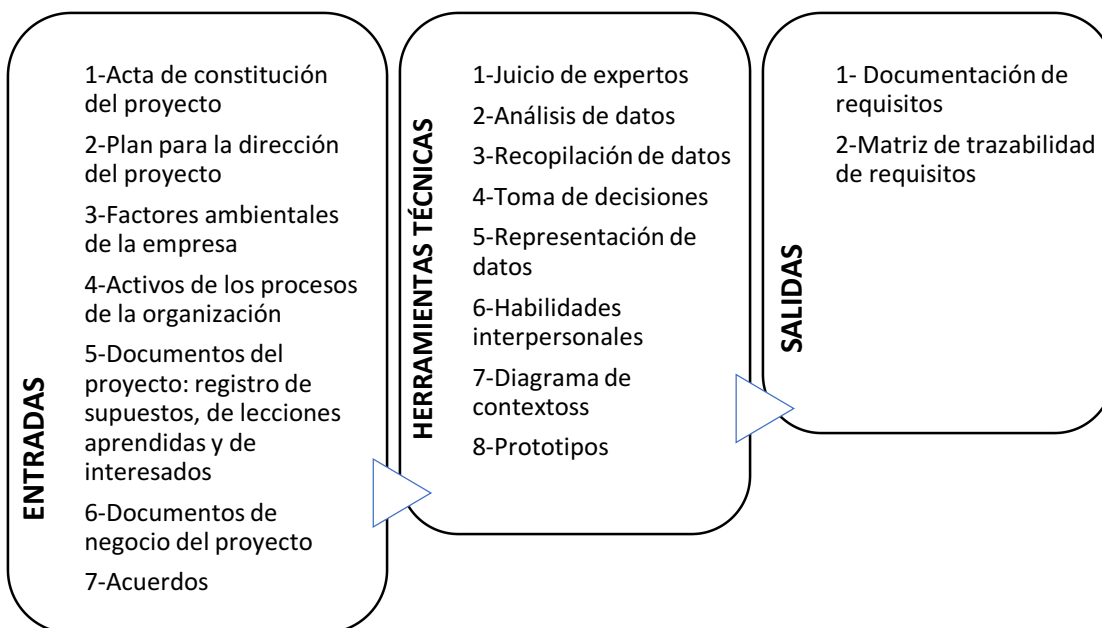 ENTRADAS
1-Acta de constitución
del proyecto
2-Plan para la dirección
del proyecto
3-Factores ambientales
de la empresa
4-Activos de los procesos
de la organización
5-Documentos del
proyecto: registro de
supuestos, de lecciones
aprendidas y de
interesados
6-Documentos de
negocio del proyecto
7-Acuerdos
HERRAMIENTAS TÉCNICAS
1-Juicio de expertos
2-Análisis de datos
3-Recopilación de datos
4-Toma de decisiones
5-Representación de
datos
6-Habilidades
interpersonales
7-Diagrama de
contextoss
8-Prototipos
SALIDAS
1- Documentación de
requisitos
2-Matriz de trazabilidad
de requisitos